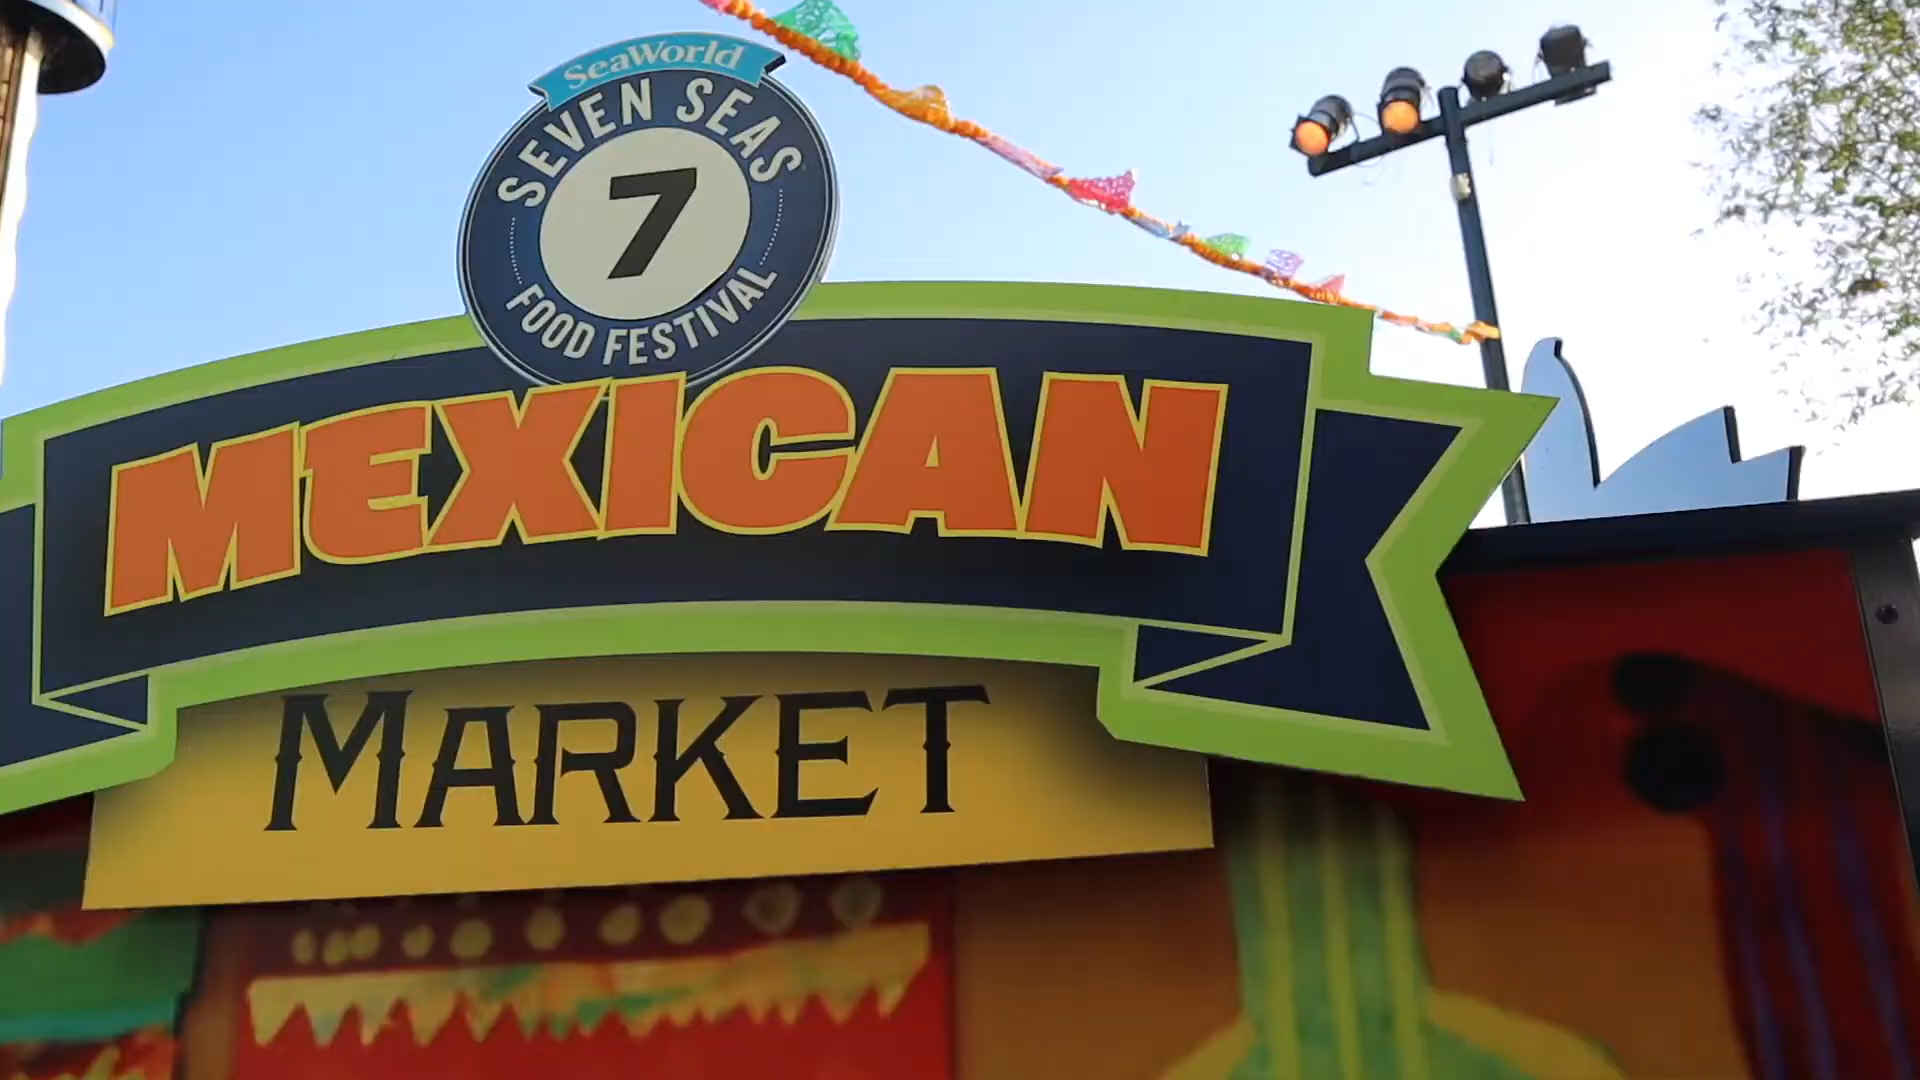 SeaWorld
SEVEN SEAS
7
FOOD FESTIVAL
MEXICAN
MARKET